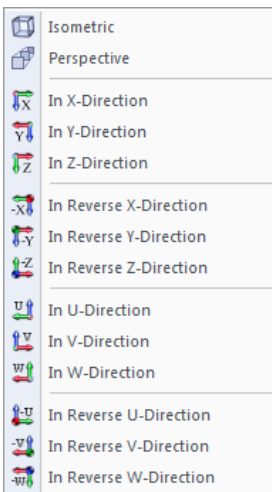 Isometric
Perspective
X In X-Direction
Y In Y-Direction
Z In Z-Direction
-X In Reverse X-Direction
-Y In Reverse Y-Direction
-Z In Reverse Z-Direction
U In U-Direction
V In V-Direction
W In W-Direction
-U In Reverse U-Direction
-V In Reverse V-Direction
-W In Reverse W-Direction